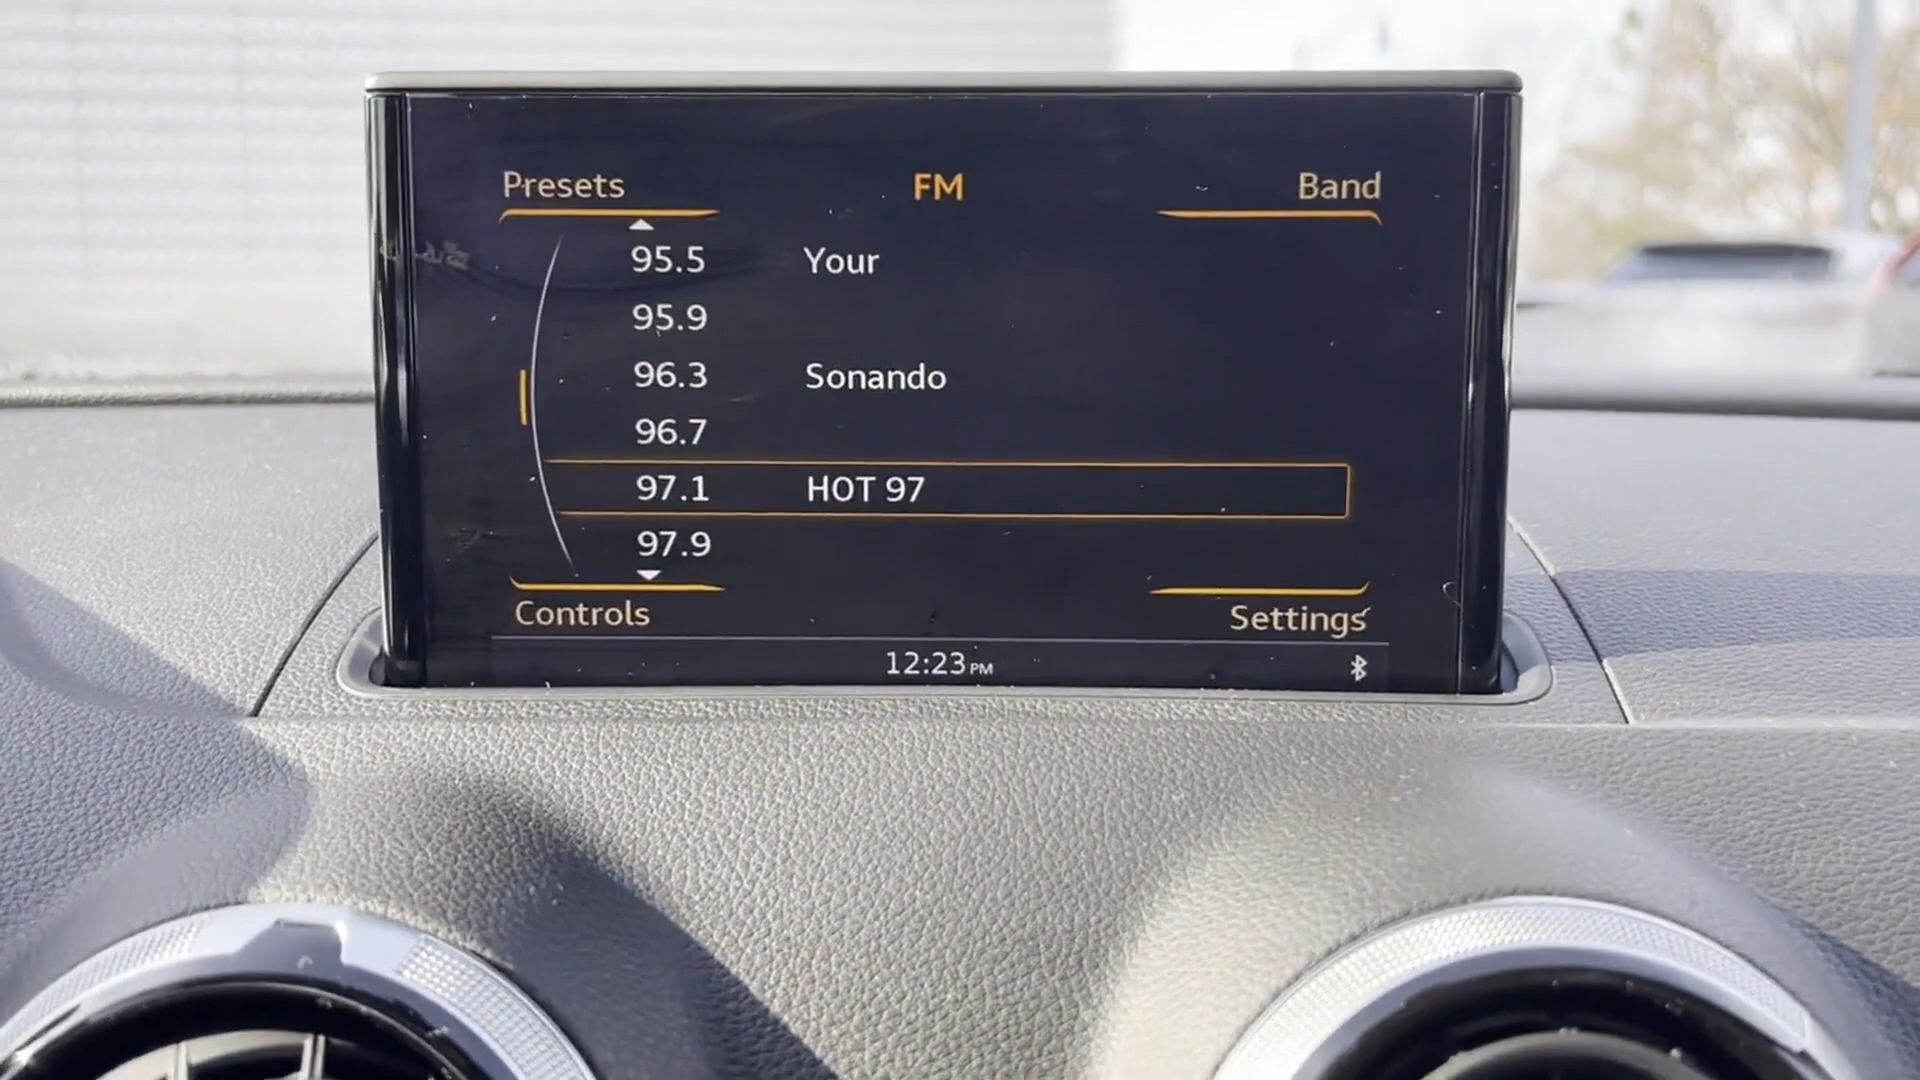 Presets FM Band
95.5 Your
95.9
96.3 Sonando
96.7
97.1 HOT 97
97.9
Controls Settings
12:23 PM